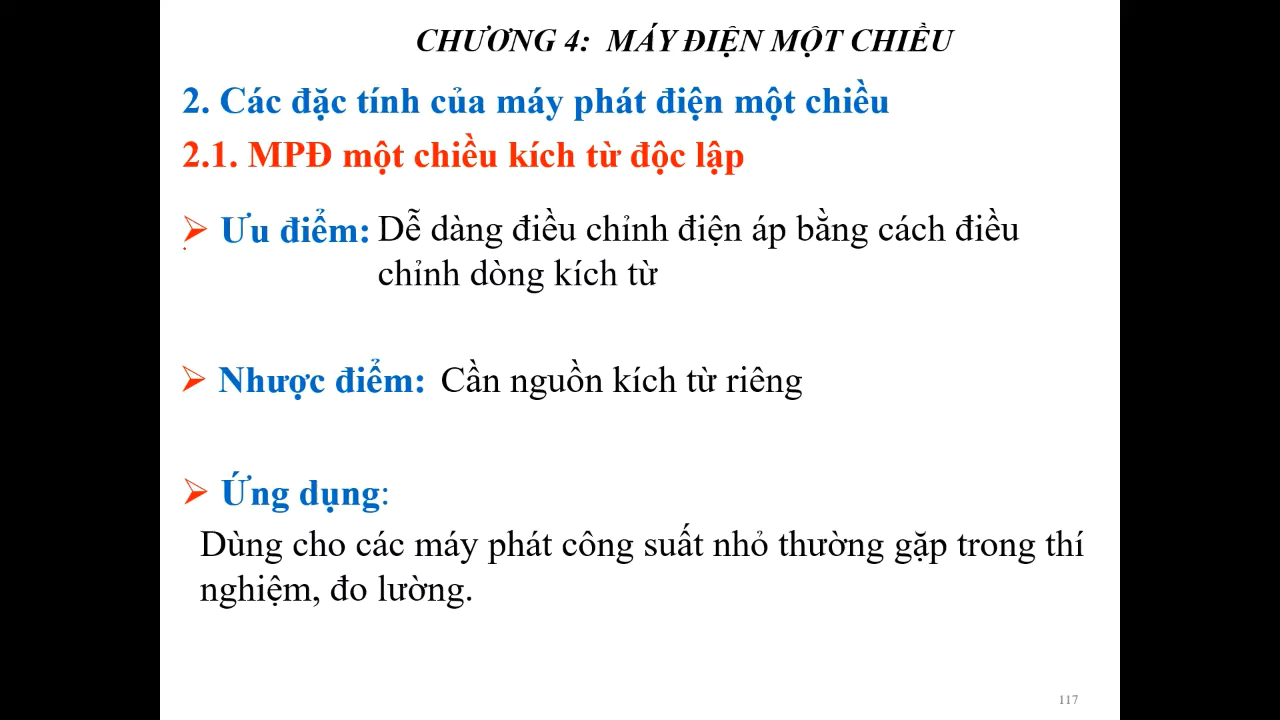 CHƯƠNG 4: MÁY ĐIỆN MỘT CHIỀU
2. Các đặc tính của máy phát điện một chiều
2.1. MPĐ một chiều kích từ độc lập
Ưu điểm: Dễ dàng điều chỉnh điện áp bằng cách điều
chỉnh dòng kích từ
Nhược điểm: Cần nguồn kích từ riêng
Ứng dụng:
Dùng cho các máy phát công suất nhỏ thường gặp trong thí
nghiệm, đo lường.
117